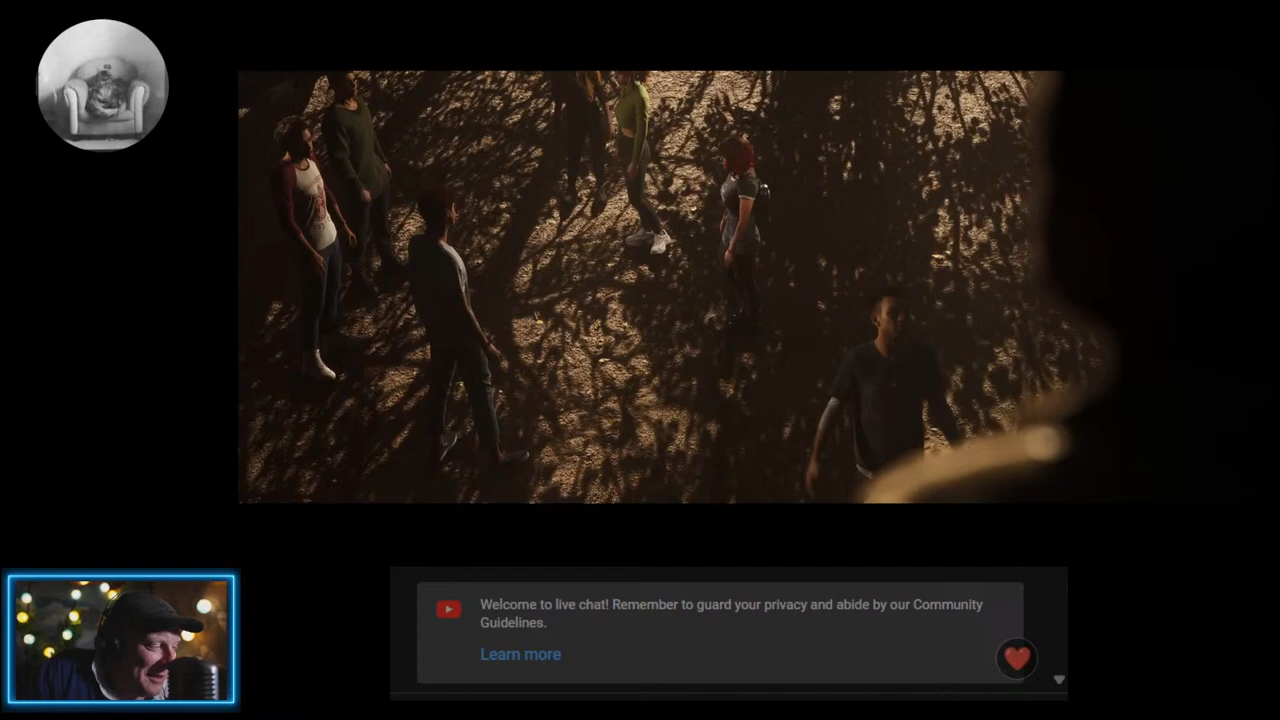 Welcome to live chat! Remember to guard your privacy and abide by our Community
Guidelines.
Learn more